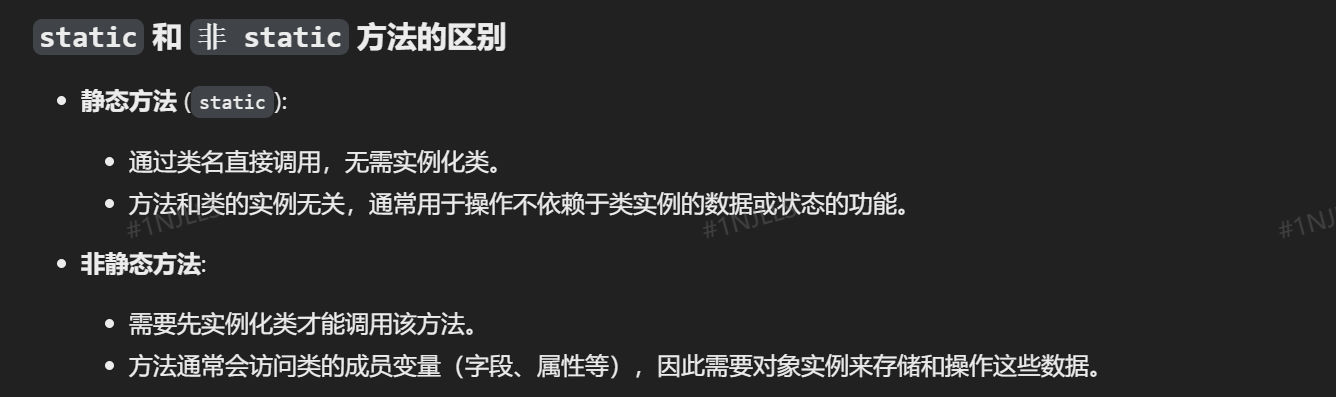 static 和 非 static 方法的区别
静态方法 (static):
通过类名直接调用，无需实例化类。
方法和类的实例无关，通常用于操作不依赖于类实例的数据或状态的功能。
非静态方法:
需要先实例化类才能调用该方法。
方法通常会访问类的成员变量（字段、属性等），因此需要对象实例来存储和操作这些数据。